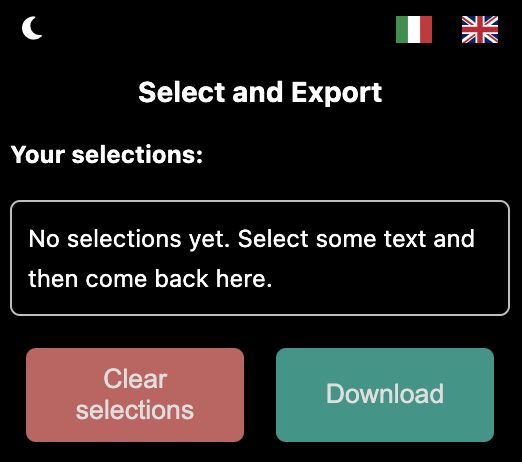 Select and Export
Your selections:
No selections yet. Select some text and
then come back here.
Clear
selections
Download